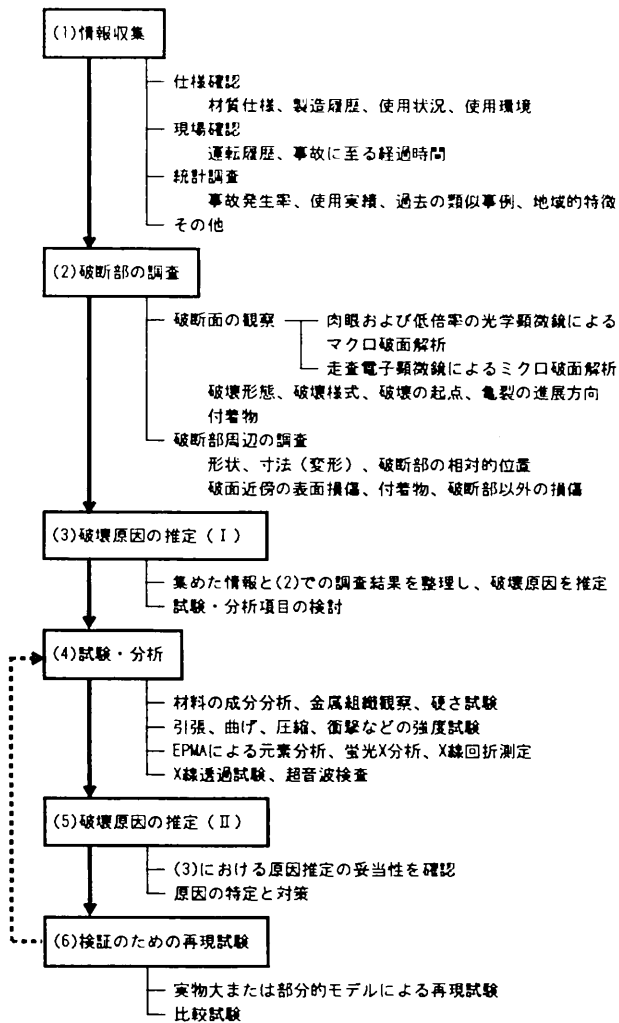 (1)情報収集
仕様確認
材質仕様、製造履歴、使用状況、使用環境
現場確認
運転履歴、事故に至る経過時間
統計調査
事故発生率、使用実績、過去の類似事例、地域的特徴
その他
(2)破断部の調査
破断面の観察
肉眼および低倍率の光学顕微鏡による
マクロ破面解析
走査電子顕微鏡によるミクロ破面解析
破壊形態、破壊様式、破壊の起点、亀裂の進展方向
付着物
破断部周辺の調査
形状、寸法(変形)、破断部の相対的位置
破面近傍の表面損傷、付着物、破断部以外の損傷
(3)破壊原因の推定(Ⅰ)
集めた情報と(2)での調査結果を整理し、破壊原因を推定
試験・分析項目の検討
(4)試験・分析
材料の成分分析、金属組織観察、硬さ試験
引張、曲げ、圧縮、衝撃などの強度試験
EPMAによる元素分析、蛍光X分析、X線回折測定
X線透過試験、超音波検査
(5)破壊原因の推定(Ⅱ)
(3)における原因推定の妥当性を確認
原因の特定と対策
(6)検証のための再現試験
実物大または部分的モデルによる再現試験
比較試験